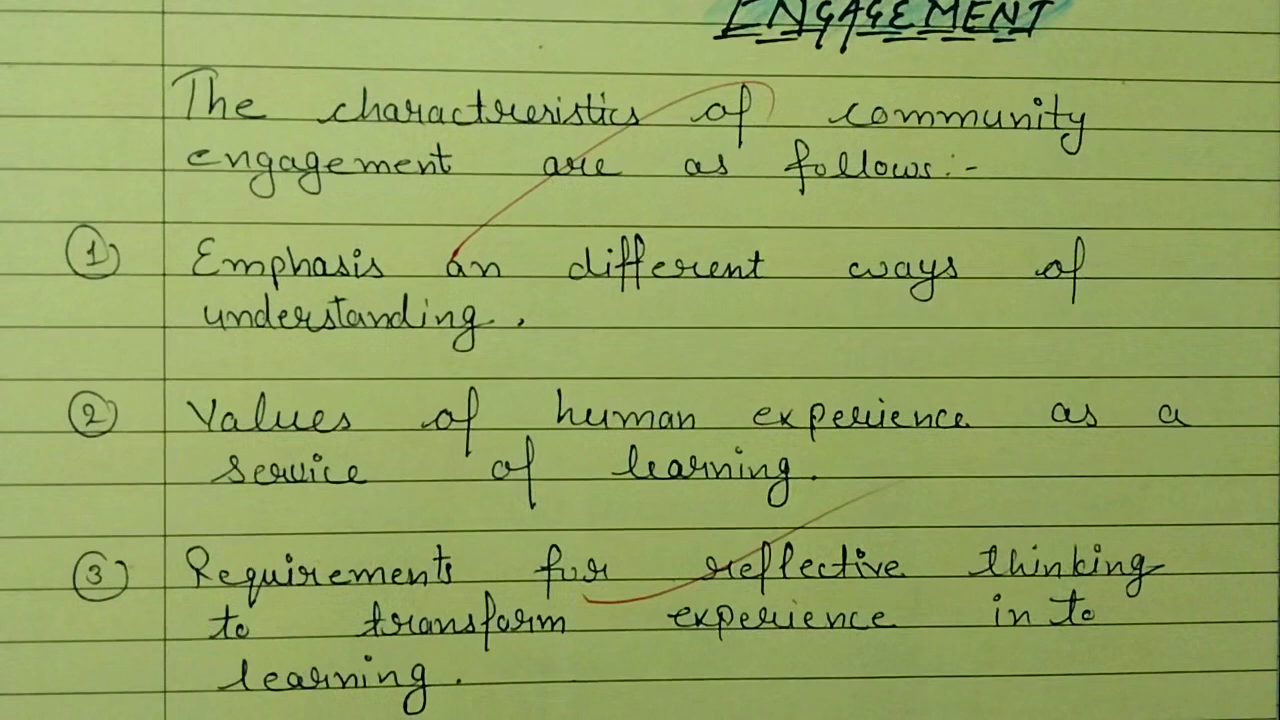 ENGAGEMENT
The charactreristics of community
engagement are as follows:-
① Emphasis on different ways of
understanding.
② Values of human experience as a
service of learning.
③ Requirements for reflective thinking
to transform experience in to
learning.